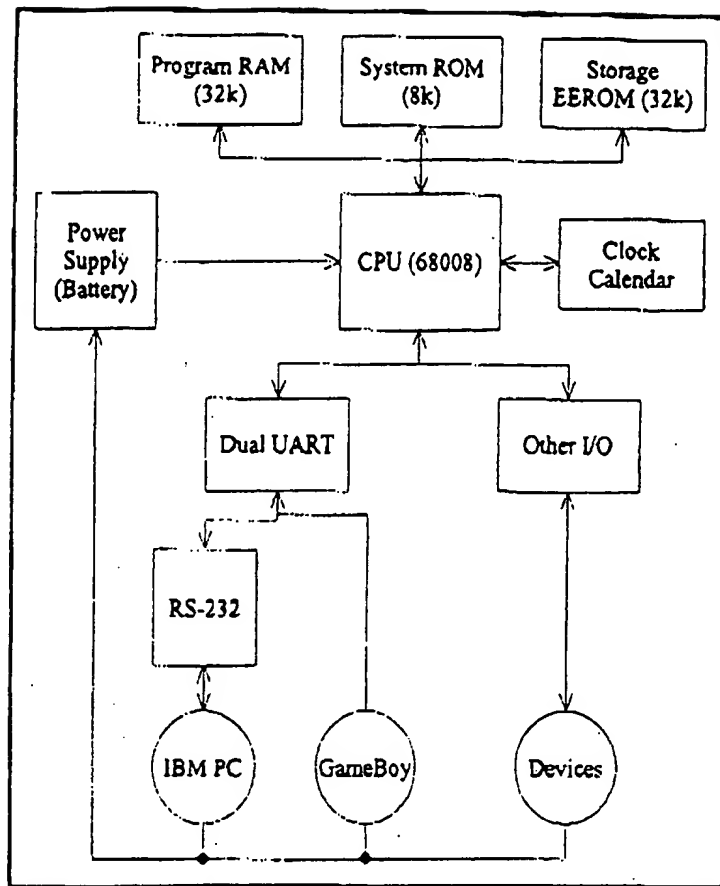 Program RAM
(32k)
System ROM
(8k)
Storage
EEROM (32k)
Power
Supply
(Battery)
CPU (68008)
Clock
Calendar
Dual UART
Other I/O
RS-232
IBM PC
GameBoy
Devices